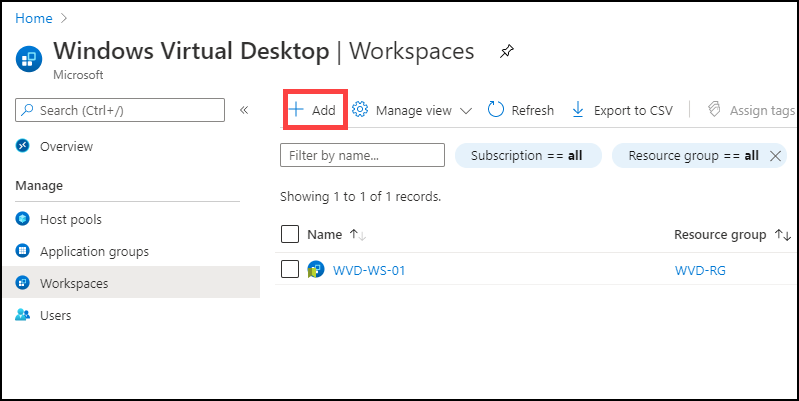 Home >
Windows Virtual Desktop | Workspaces
Microsoft
Search (Ctrl+/)
«
+ Add
Manage view
Refresh
Export to CSV
Assign tags
Overview
Filter by name...
Subscription == all
Resource group == all
Manage
Showing 1 to 1 of 1 records.
Host pools
Application groups
Workspaces
Users
Name ↑↓
Resource group ↑↓
WVD-WS-01
WVD-RG